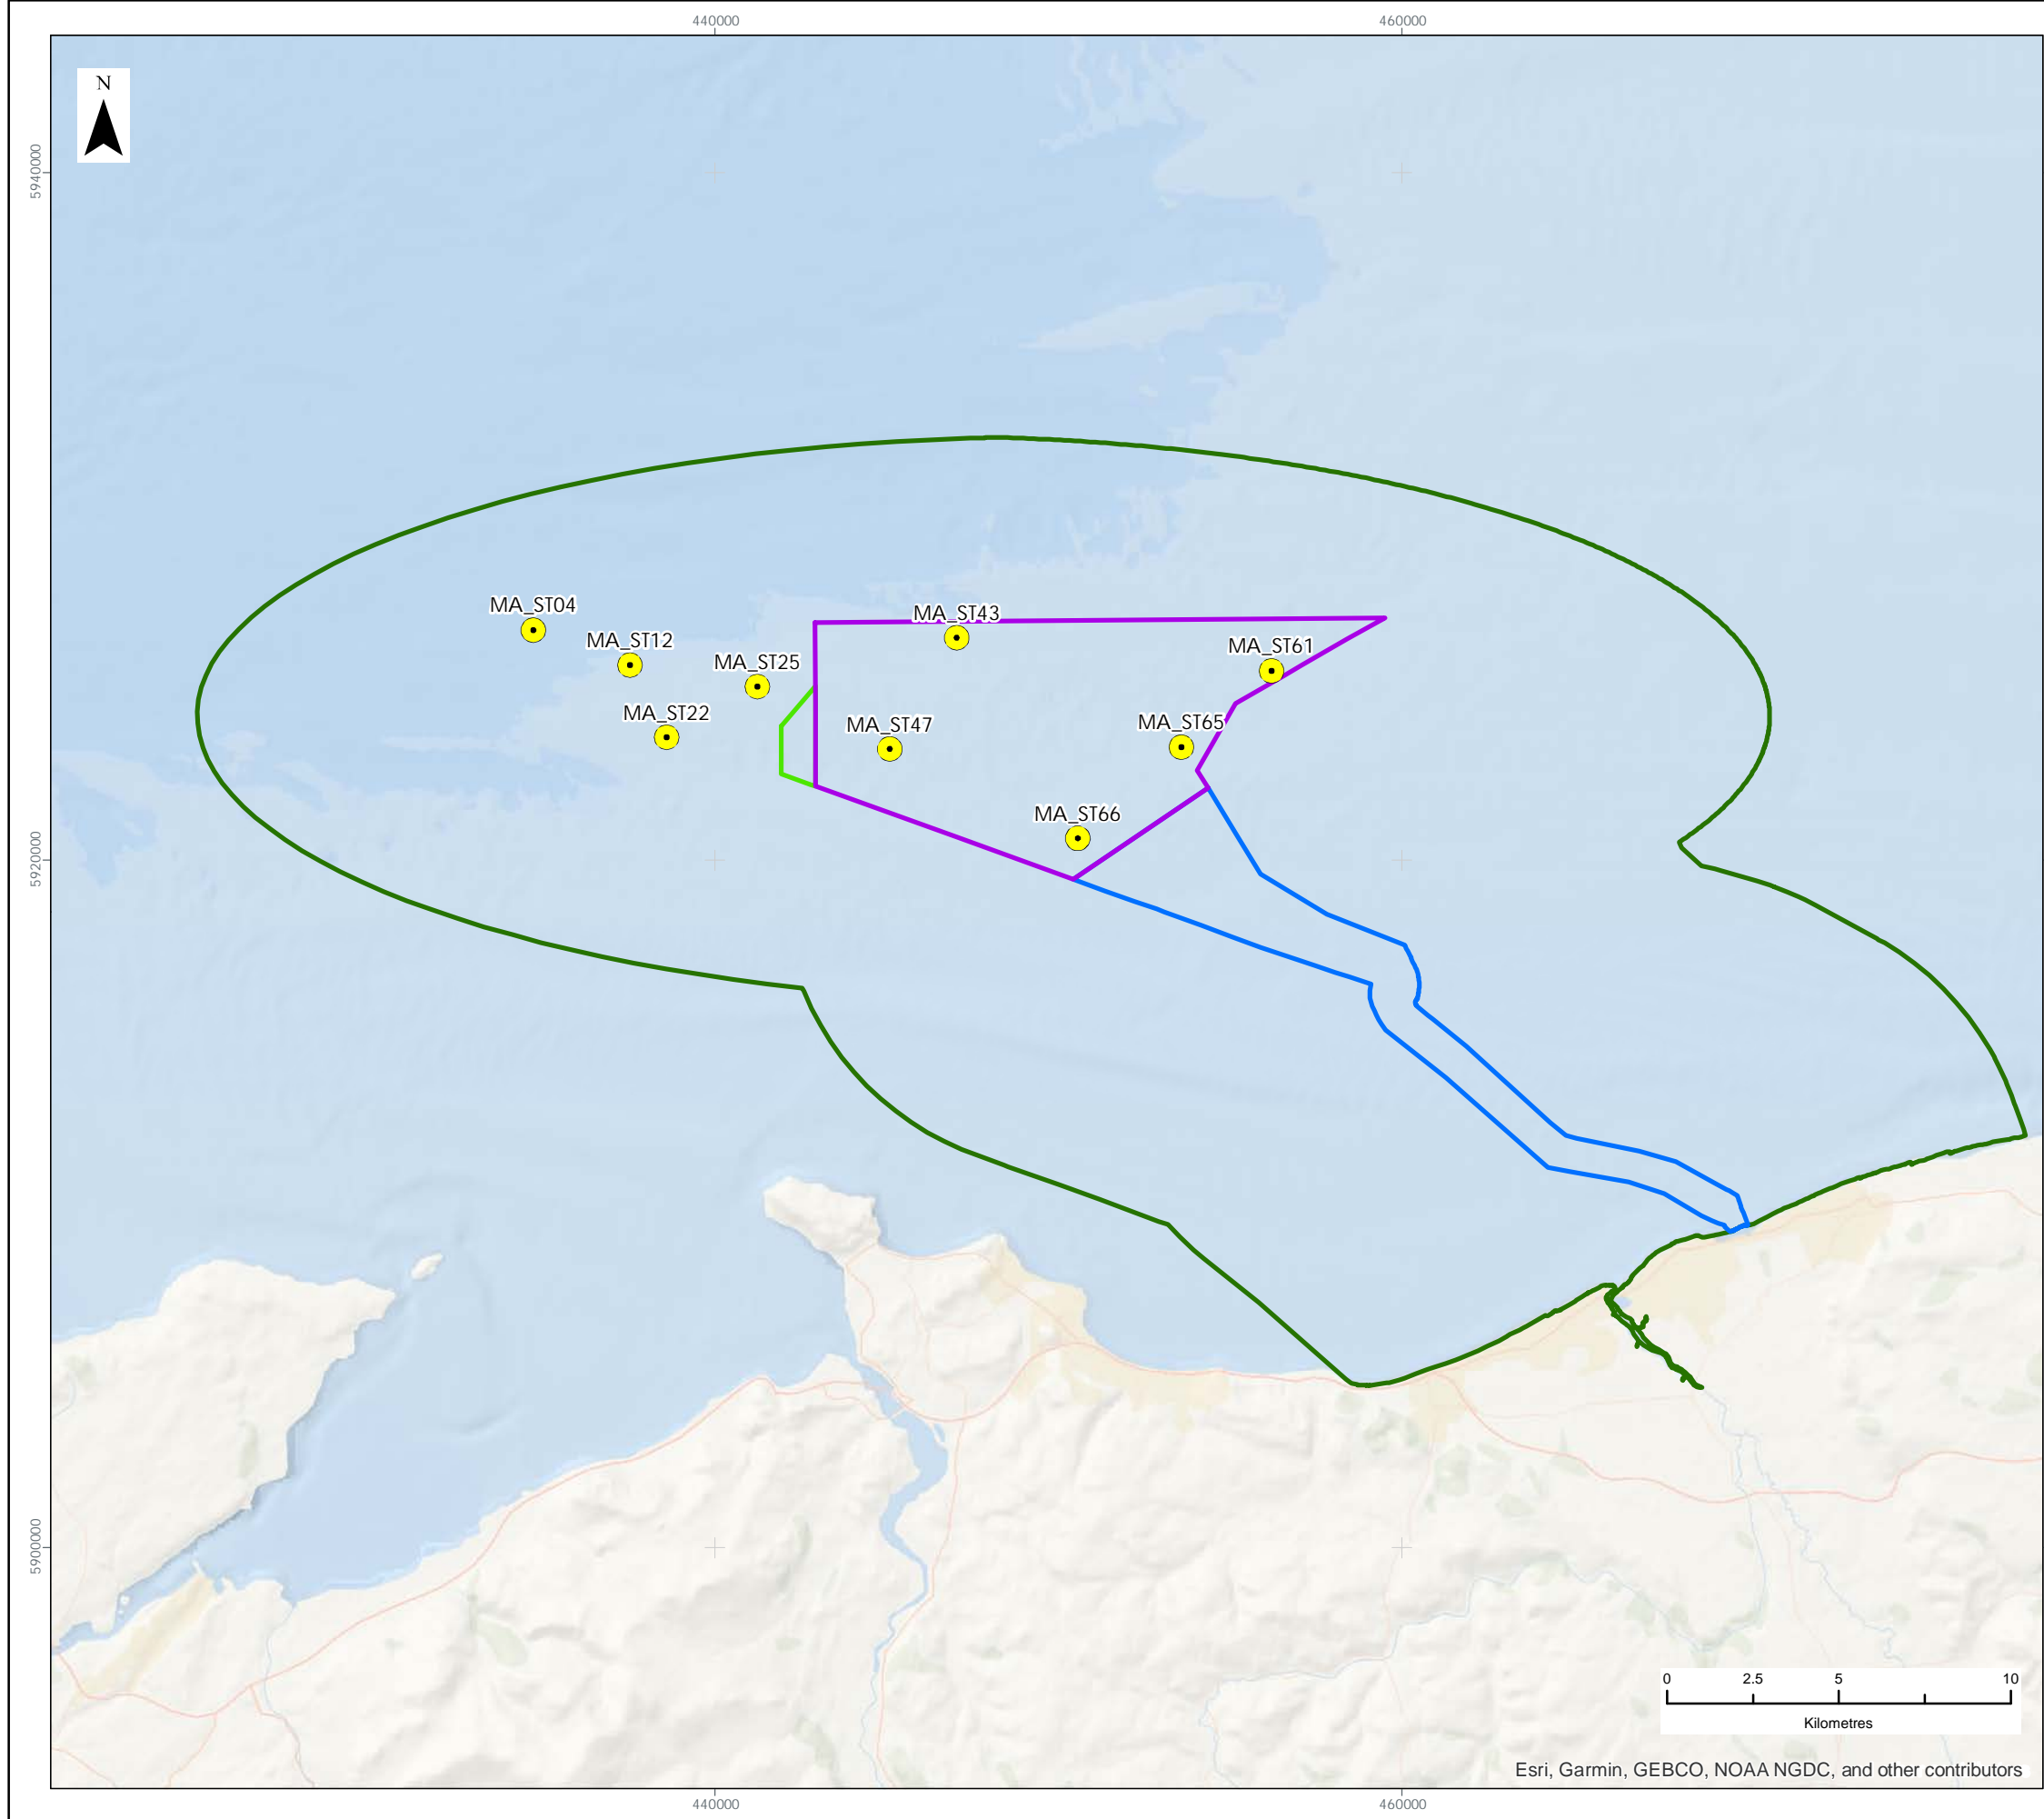 440000
460000
N
5940000
MA_ST04
MA_ST43
MA_ST12
MA_ST61
MA_ST25
MA_ST22
MA_ST65
MA_ST47
MA_ST66
5920000
5900000
0 2.5 5 10
Kilometres
Esri, Garmin, GEBCO, NOAA NGDC, and other contributors
440000
460000